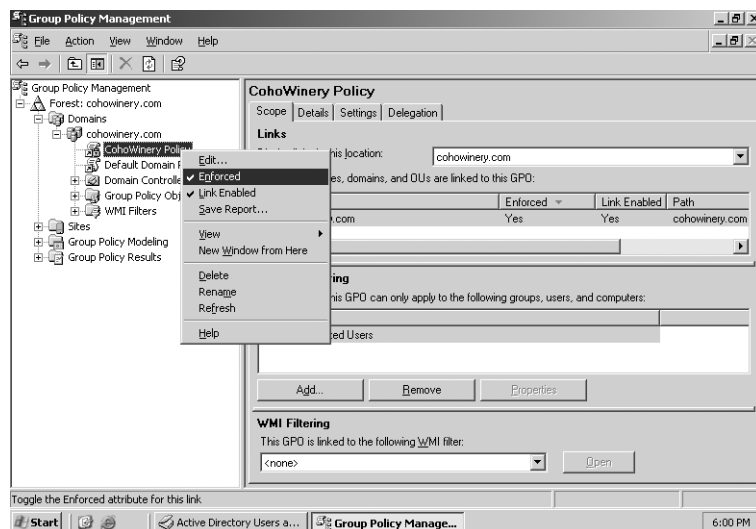 Group Policy Management
File Action View Window Help
Group Policy Management
Forest: cohowinery.com
Domains
cohowinery.com
CohoWinery Policy
Default Domain P
Domain Controlle
Group Policy Obj
WMI Filters
Sites
Group Policy Modeling
Group Policy Results
Edit...
Enforced
Link Enabled
Save Report...
View
New Window from Here
Delete
Rename
Refresh
Help
CohoWinery Policy
Scope Details Settings Delegation
Links
his location: cohowinery.com
es, domains, and OUs are linked to this GPO:
Enforced Link Enabled Path
y.com Yes Yes cohowinery.com
ring
his GPO can only apply to the following groups, users, and computers:
ted Users
Add... Remove Properties
WMI Filtering
This GPO is linked to the following WMI filter:
<none> Open
Toggle the Enforced attribute for this link
Start Active Directory Users a... Group Policy Manage... 6:00 PM